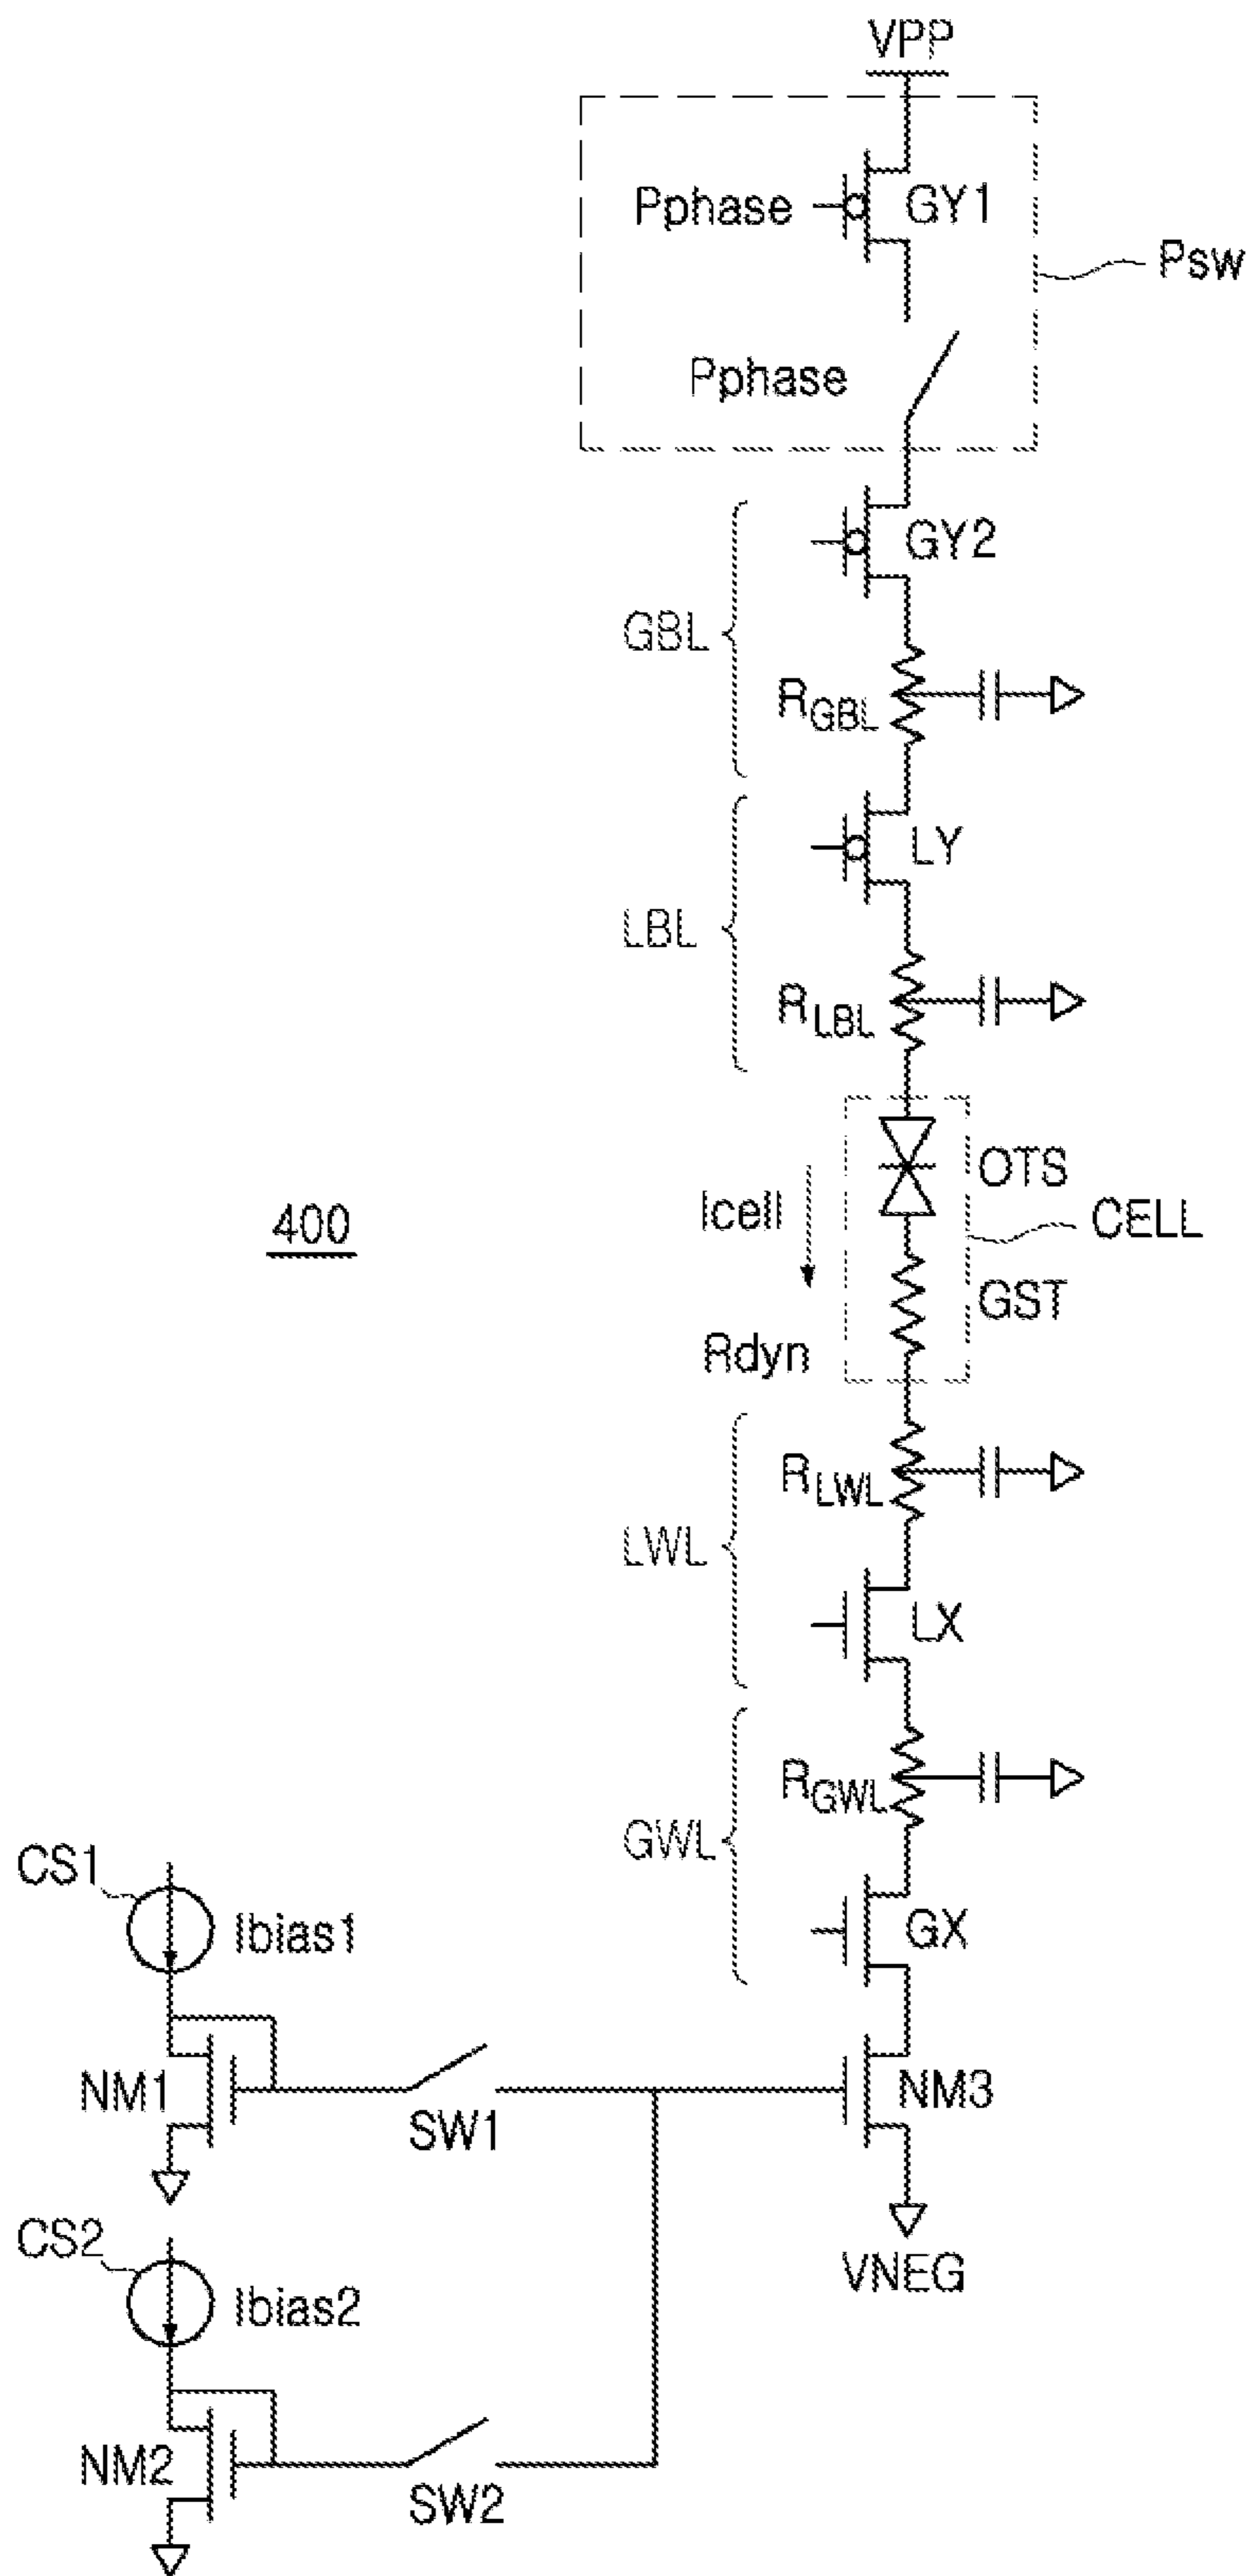 VPP
Pphase
GY1
Psw
Pphase
GY2
GBL
RGBL
LY
LBL
RLBL
OTS
400
Icell
CELL
GST
Rdyn
RLWL
LWL
LX
RGWL
GWL
CS1
Ibias1
GX
NM1
SW1
NM3
CS2
VNEG
Ibias2
NM2
SW2